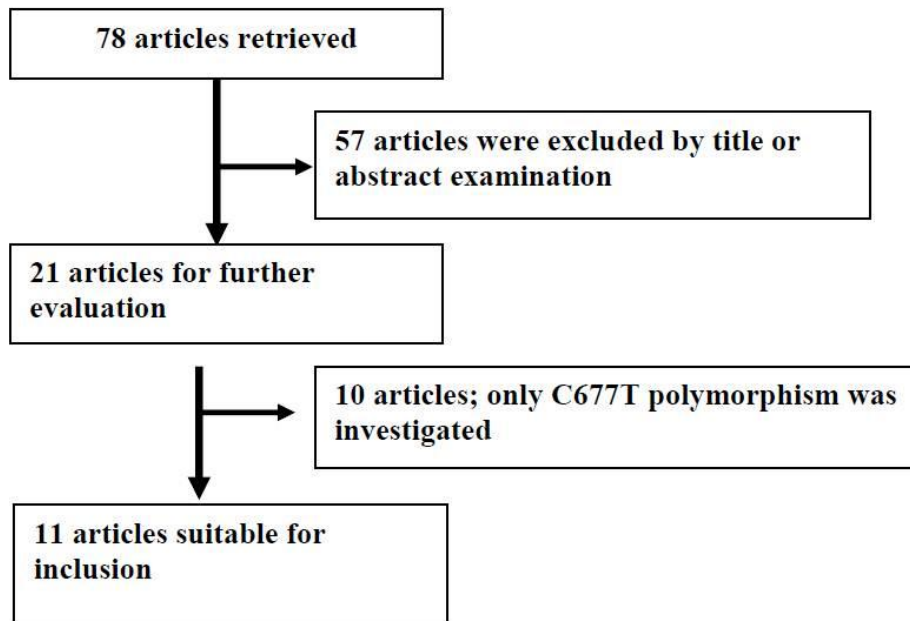 78 articles retrieved
57 articles were excluded by title or
abstract examination
21 articles for further
evaluation
10 articles; only C677T polymorphism was
investigated
11 articles suitable for
inclusion